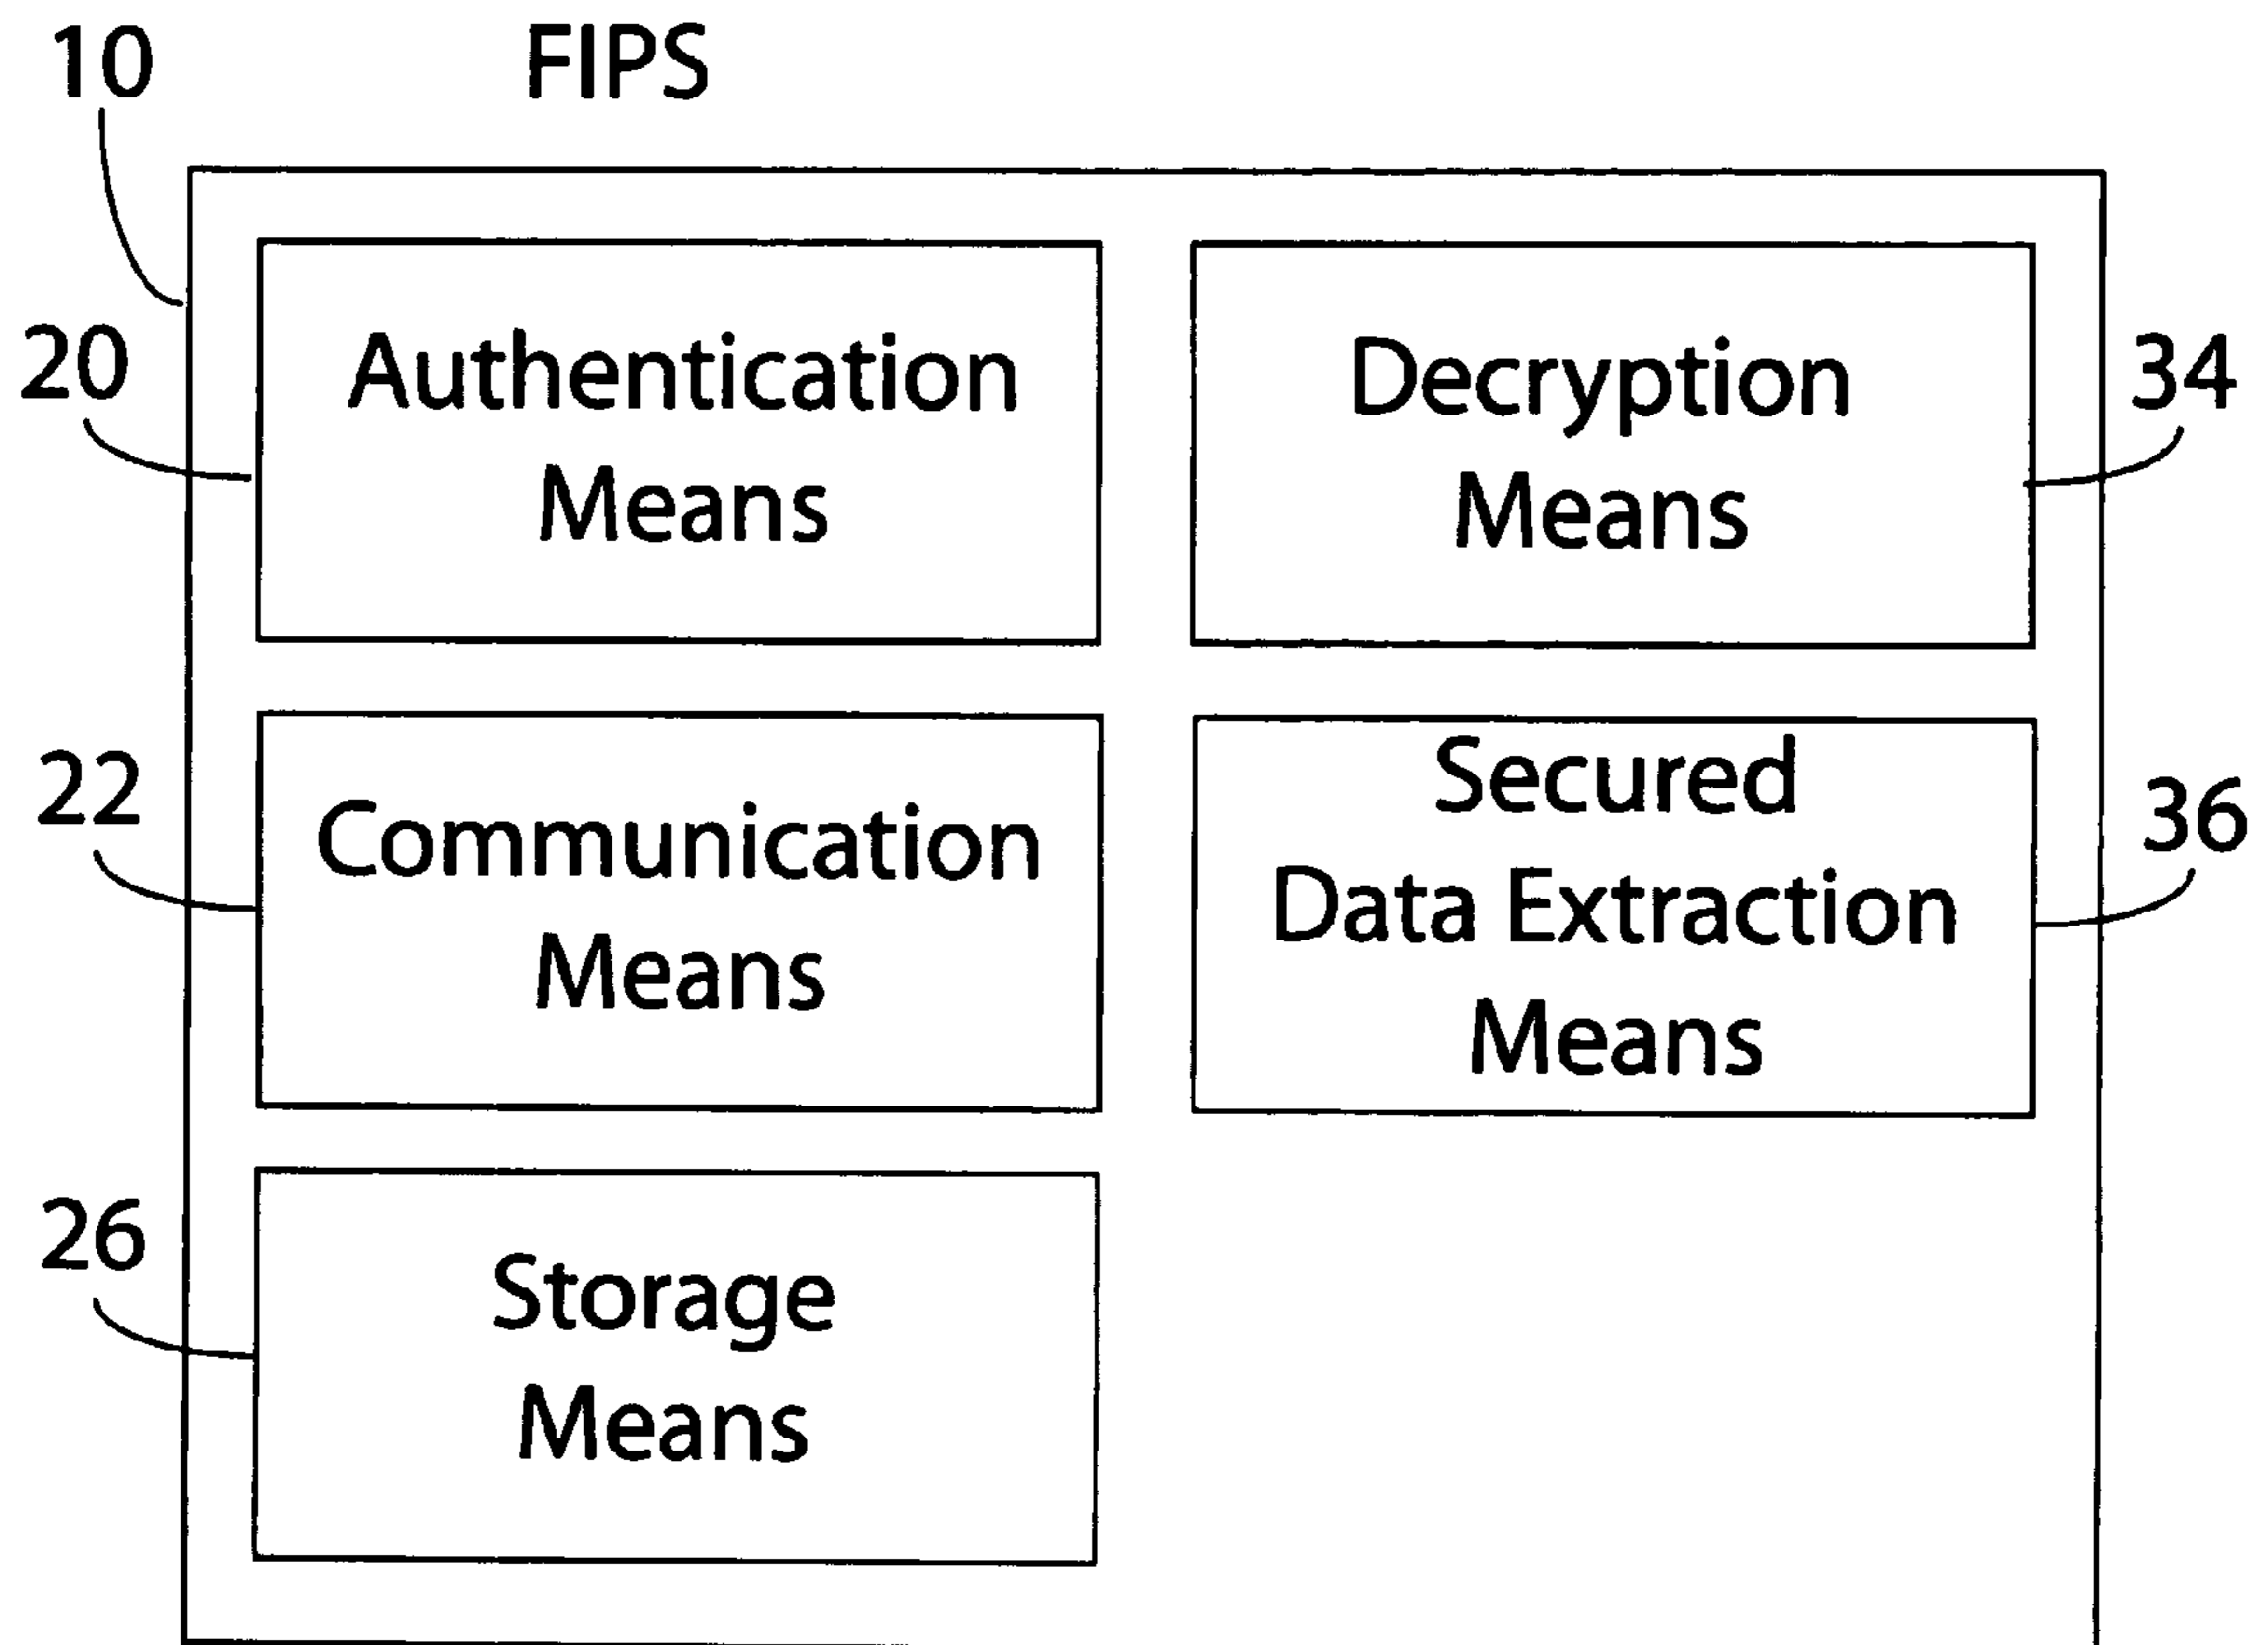 10
FIPS
20
Authentication
Means
Decryption
Means
34
22
Communication
Means
Secured
Data Extraction
Means
36
26
Storage
Means